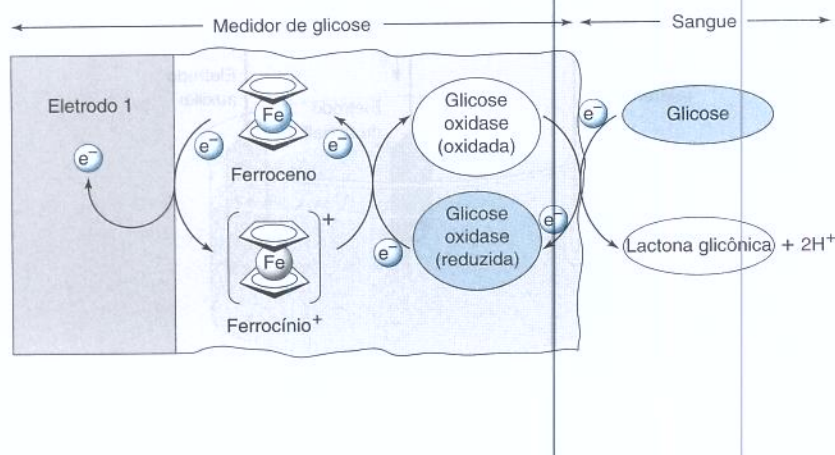 Medidor de glicose
Sangue
Eletrodo 1
e⁻
Fe
e⁻
Ferroceno
e⁻
Glicose
oxidase
(oxidada)
e⁻
Glicose
Fe
+
Ferrocínio⁺
e⁻
Glicose
oxidase
(reduzida)
e⁻
Lactona glicônica + 2H⁺